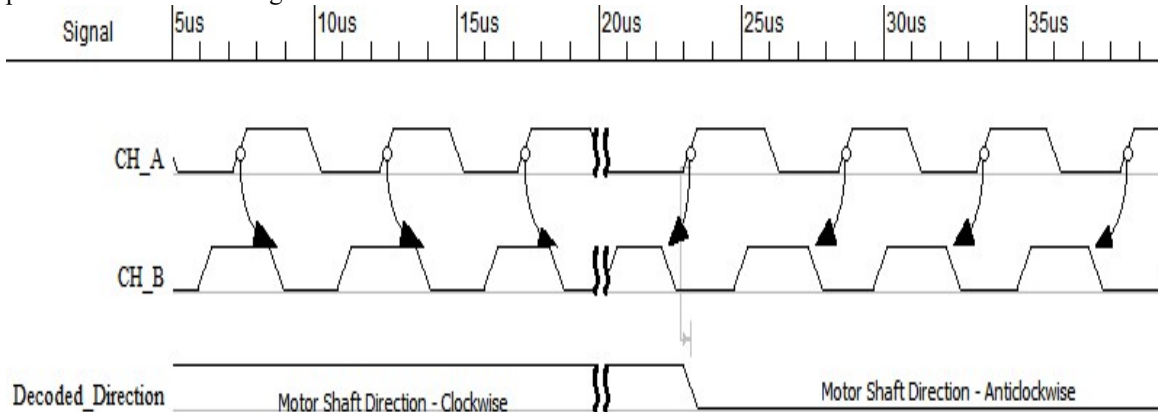 Signal 5us 10us 15us 20us 25us 30us 35us
CH_A
CH_B
Decoded_Direction Motor Shaft Direction - Clockwise Motor Shaft Direction - Anticlockwise